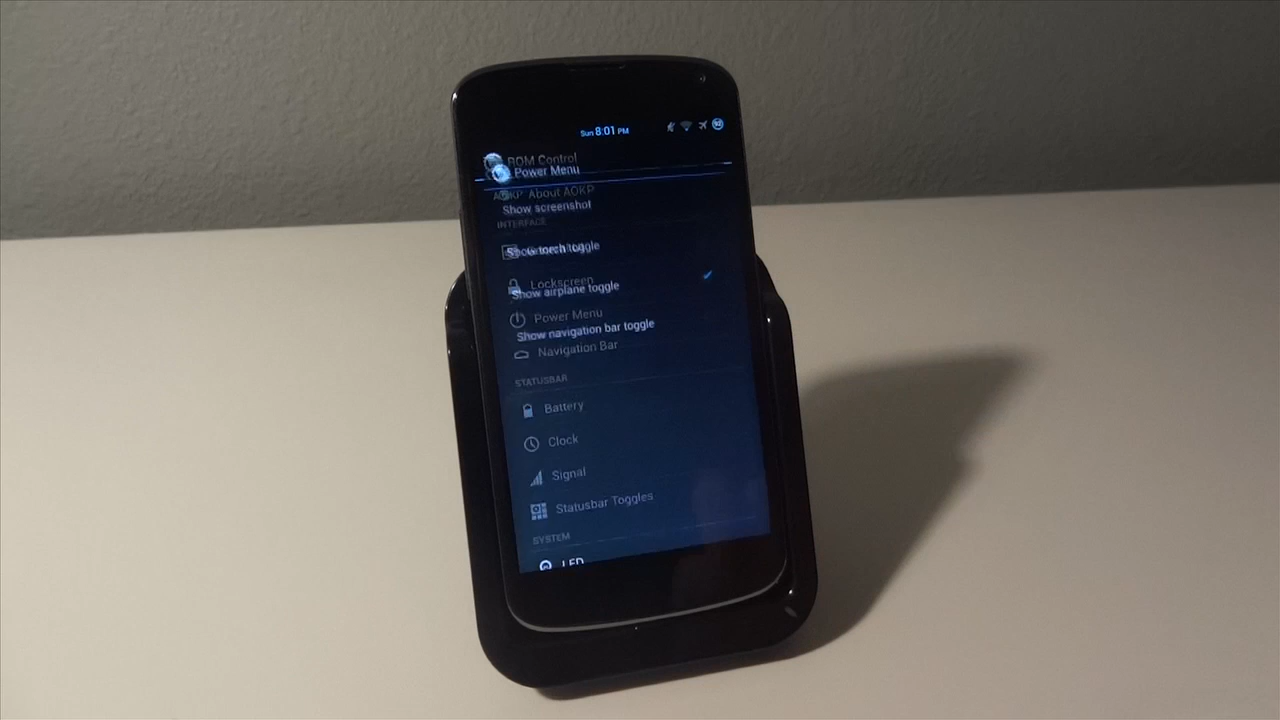 Sun 8:01 PM
92
ROM Control
Power Menu
AOKP About AOKP
Show screenshot
INTERFACE
Show torch toggle
Lockscreen
Show airplane toggle
Power Menu
Show navigation bar toggle
Navigation Bar
STATUSBAR
Battery
Clock
Signal
Statusbar Toggles
SYSTEM
LED